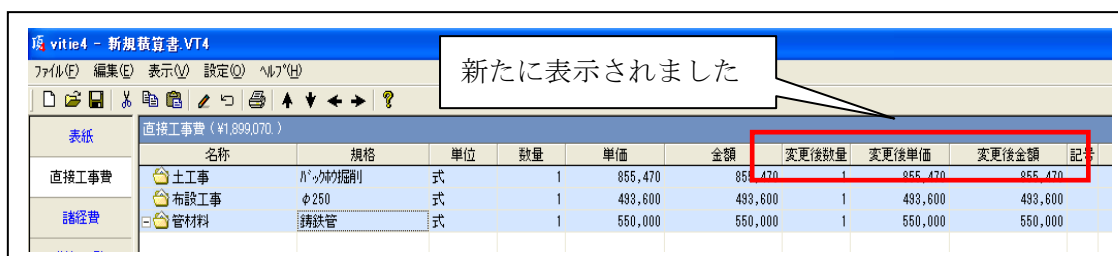 頂 vitie4 - 新規積算書.VT4
ファイル(F) 編集(E) 表示(V) 設定(O) ヘルプ(H)
新たに表示されました
表紙
直接工事費
諸経費
直接工事費 ( ¥1,899,070. )
名称 規格 単位 数量 単価 金額 変更後数量 変更後単価 変更後金額 記号
土工事 バックホウ掘削 式 1 855,470 855,470 1 855,470 855,470
布設工事 φ250 式 1 493,600 493,600 1 493,600 493,600
管材料 鋳鉄管 式 1 550,000 550,000 1 550,000 550,000